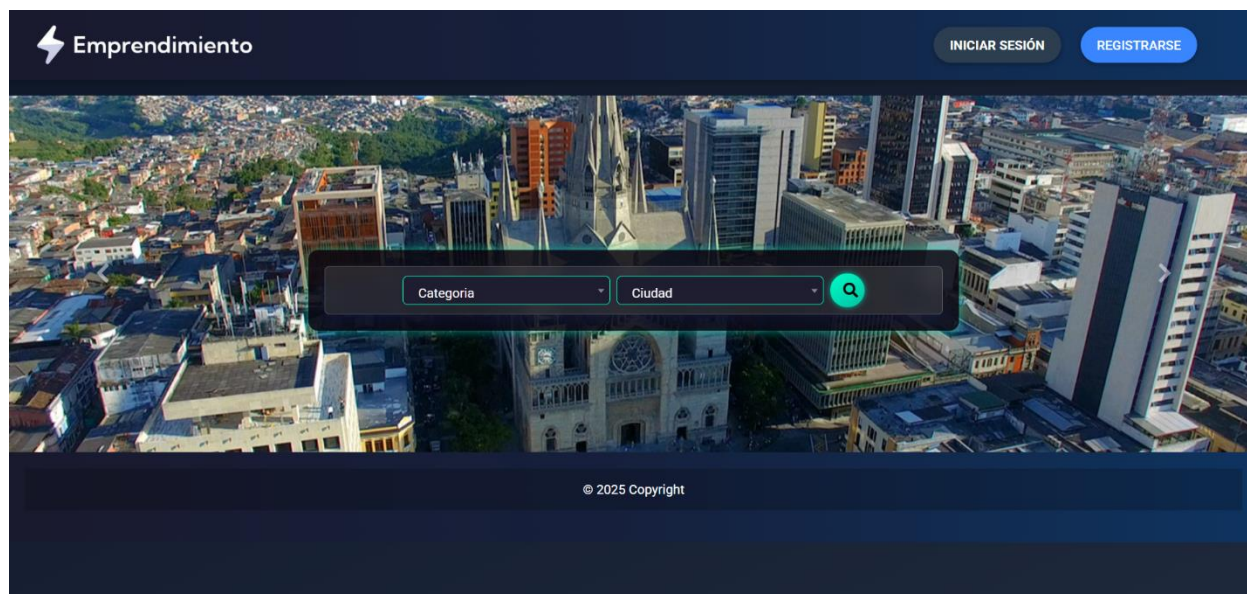 Emprendimiento
INICIAR SESIÓN
REGISTRARSE
Categoria
Ciudad
© 2025 Copyright